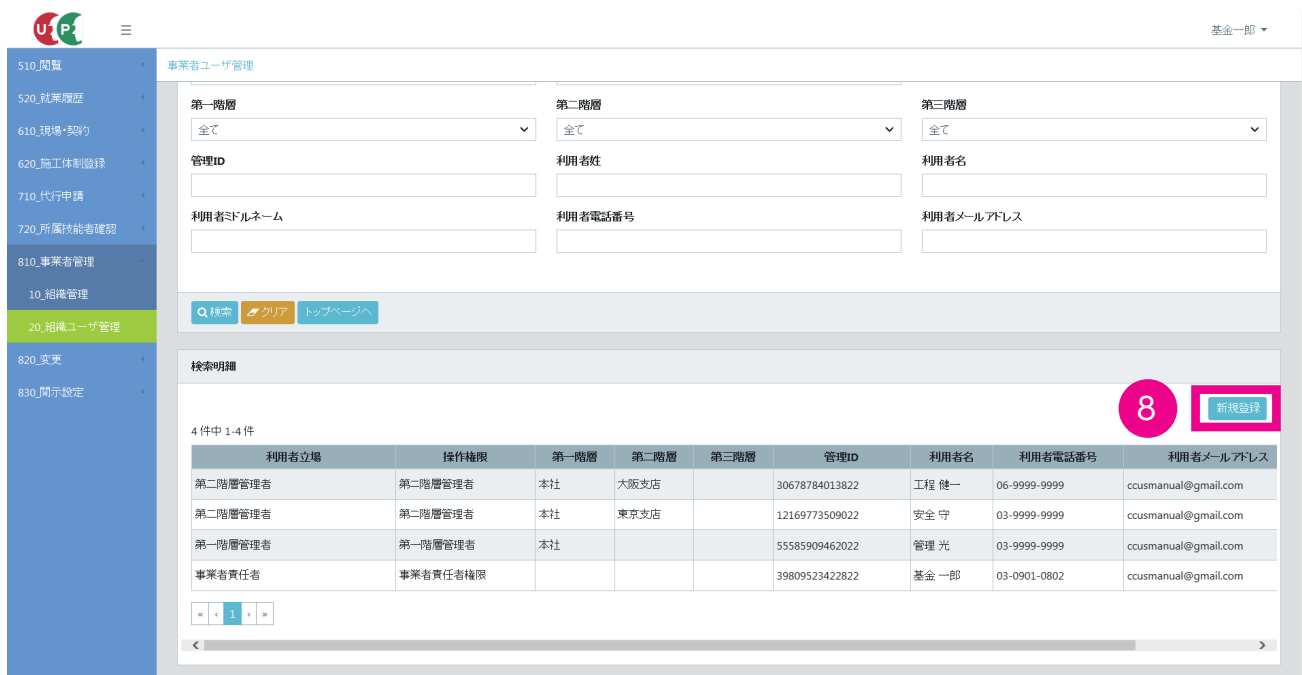 UP
基金一郎
510_閲覧
520_就業履歴
610_現場・契約
620_施工体制登録
710_代行申請
720_所属技能者確認
810_事業者管理
10_組織管理
20_組織ユーザ管理
820_変更
830_開示設定
事業者ユーザ管理
第一階層 第二階層 第三階層
全て 全て 全て
管理ID 利用者姓 利用者名
利用者ミドルネーム 利用者電話番号 利用者メールアドレス
検索 クリア トップページへ
検索明細
8 新規登録
4 件中 1-4 件
利用者立場 操作権限 第一階層 第二階層 第三階層 管理ID 利用者名 利用者電話番号 利用者メールアドレス
第二階層管理者 第二階層管理者 本社 大阪支店 30678784013822 工程 健一 06-9999-9999 ccusmanual@gmail.com
第二階層管理者 第二階層管理者 本社 東京支店 12169773509022 安全 守 03-9999-9999 ccusmanual@gmail.com
第一階層管理者 第一階層管理者 本社 55585909462022 管理 光 03-9999-9999 ccusmanual@gmail.com
事業者責任者 事業者責任者権限 39809523422822 基金 一郎 03-0901-0802 ccusmanual@gmail.com
« ‹ 1 › »